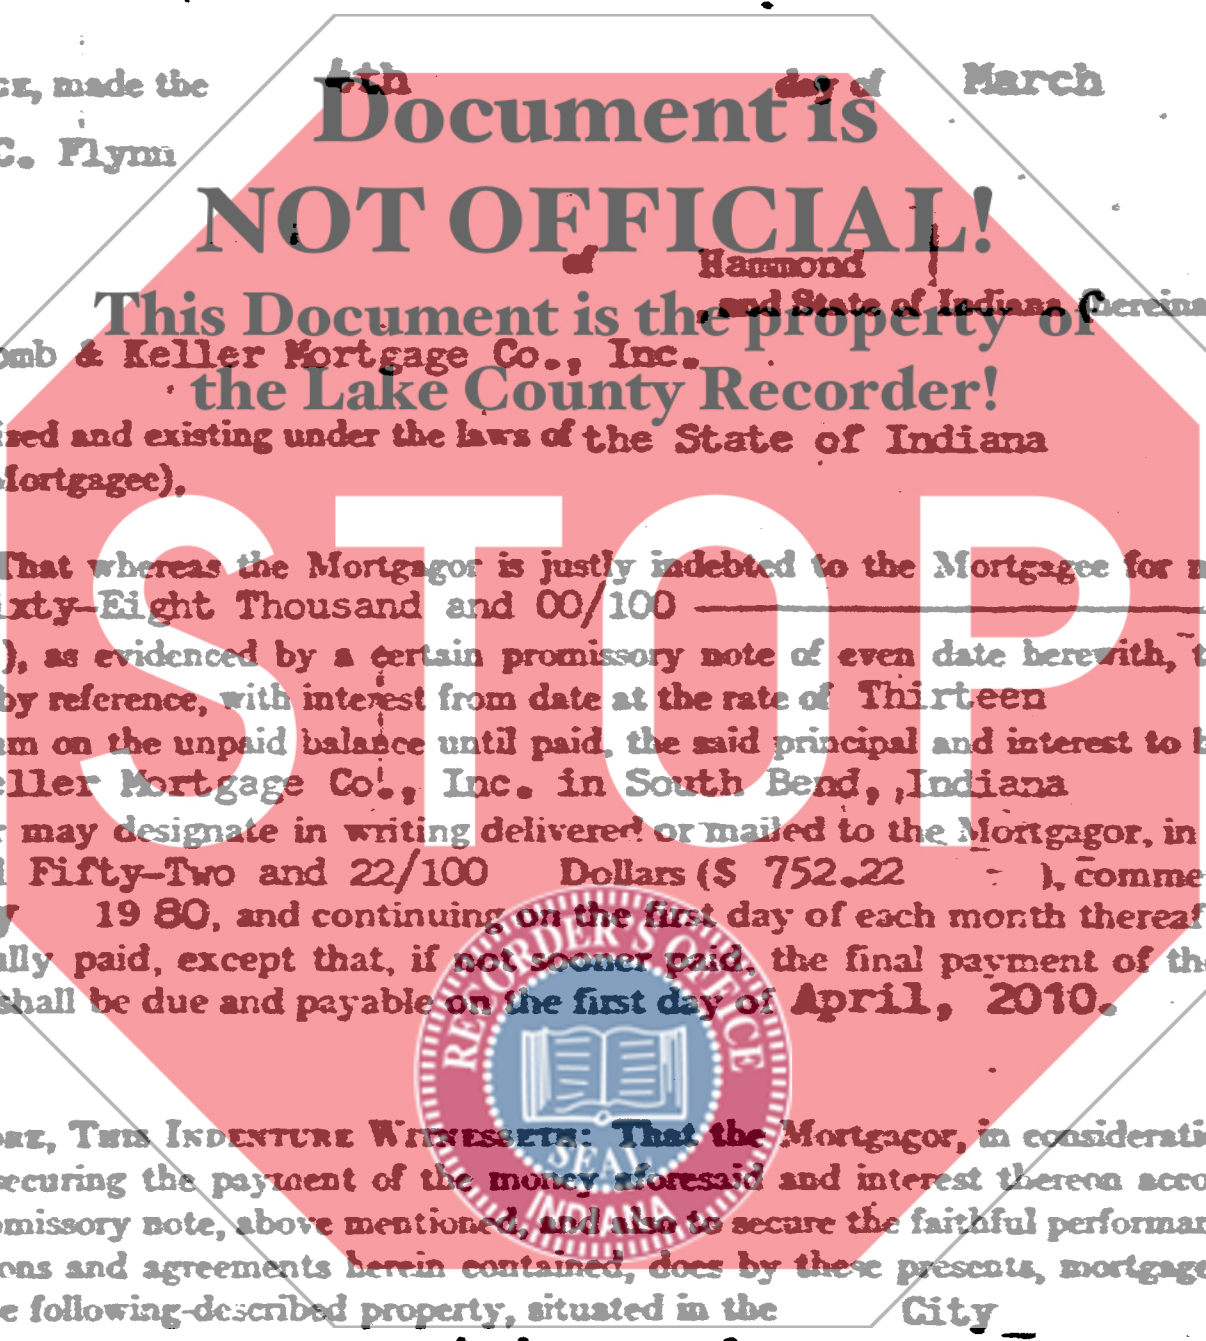 made the 4th day of March
C. Flynn
Document is
NOT OFFICIAL!
of Hammond
and State of Indiana (hereina
This Document is the property of
omb & Keller Mortgage Co., Inc.
the Lake County Recorder!
ized and existing under the laws of the State of Indiana
Mortgagee),
STOP
That whereas the Mortgagor is justly indebted to the Mortgagee for m
ixty-Eight Thousand and 00/100
), as evidenced by a certain promissory note of even date herewith, t
by reference, with interest from date at the rate of Thirteen
um on the unpaid balance until paid, the said principal and interest to b
eller Mortgage Co., Inc. in South Bend, Indiana
r may designate in writing delivered or mailed to the Mortgagor, in
d Fifty-Two and 22/100 Dollars ($ 752.22 ), comme
y 19 80, and continuing on the first day of each month thereaf
ally paid, except that, if not sooner paid, the final payment of th
shall be due and payable on the first day of April, 2010.
RECORDER'S OFFICE
SEAL
INDIANA
ORE, THIS INDENTURE WITNESSETH: That the Mortgagor, in considerati
securing the payment of the money aforesaid and interest thereon acco
omissory note, above mentioned, and also to secure the faithful performan
ons and agreements herein contained, does by these presents, mortgage
e following-described property, situated in the City